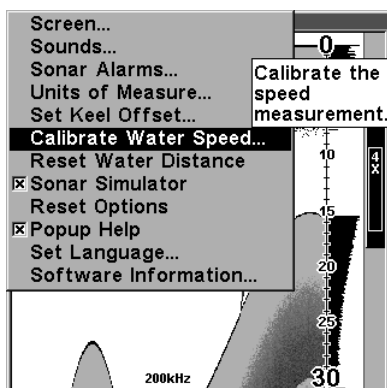 Screen...
Sounds...
Sonar Alarms...
Units of Measure...
Set Keel Offset...
Calibrate Water Speed...
Reset Water Distance
Sonar Simulator
Reset Options
Popup Help
Set Language...
Software Information...
Calibrate the
speed
measurement.
0
10
15
20
25
30
4
X
200kHz